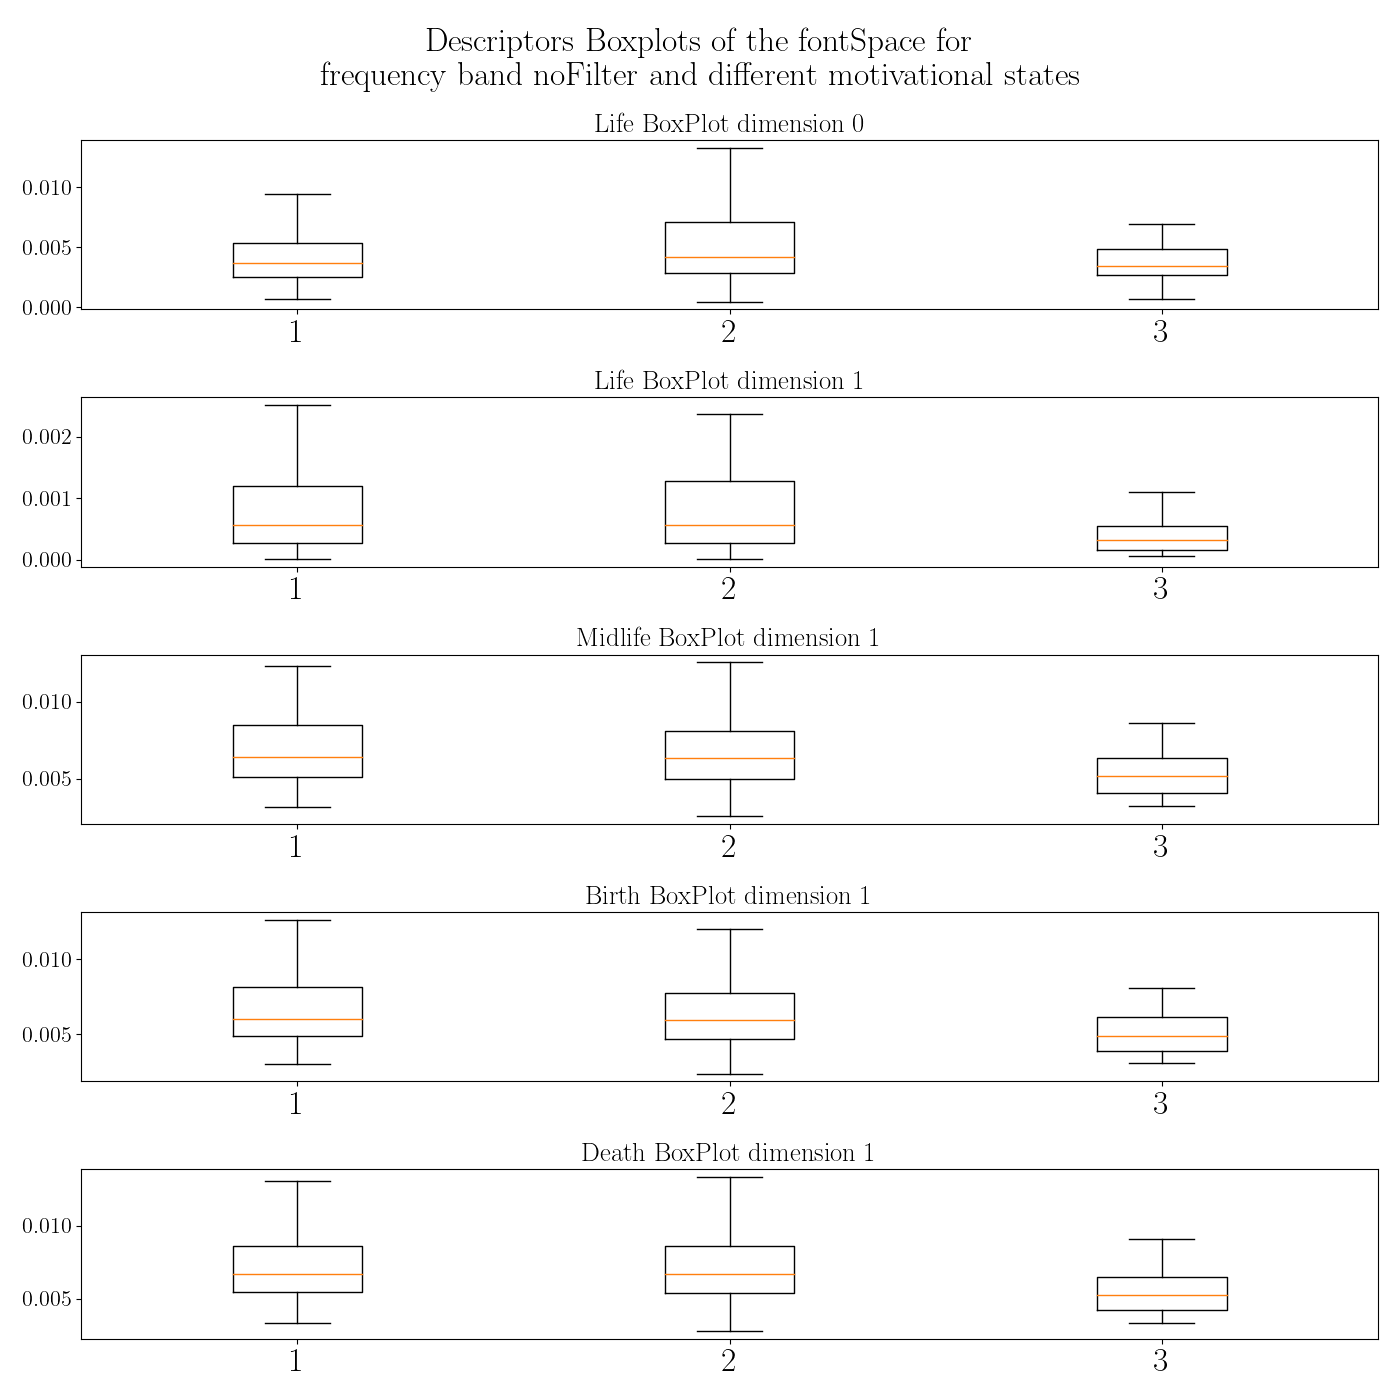 Descriptors Boxplots of the fontSpace for
frequency band noFilter and different motivational states
Life BoxPlot dimension 0
0.010
0.005
0.000
1 2 3
Life BoxPlot dimension 1
0.002
0.001
0.000
1 2 3
Midlife BoxPlot dimension 1
0.010
0.005
1 2 3
Birth BoxPlot dimension 1
0.010
0.005
1 2 3
Death BoxPlot dimension 1
0.010
0.005
1 2 3